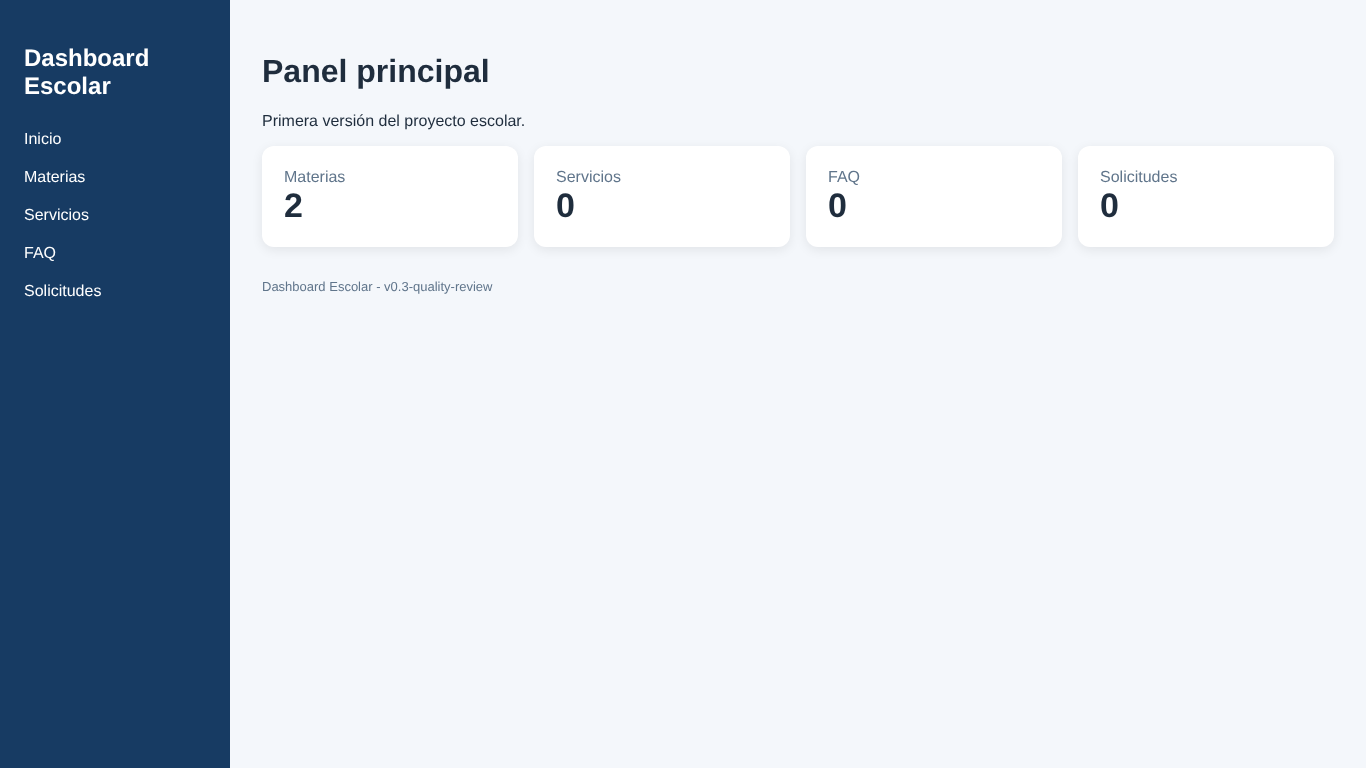 Dashboard
Escolar
Inicio
Materias
Servicios
FAQ
Solicitudes
Panel principal
Primera versión del proyecto escolar.
Materias
2
Servicios
0
FAQ
0
Solicitudes
0
Dashboard Escolar - v0.3-quality-review